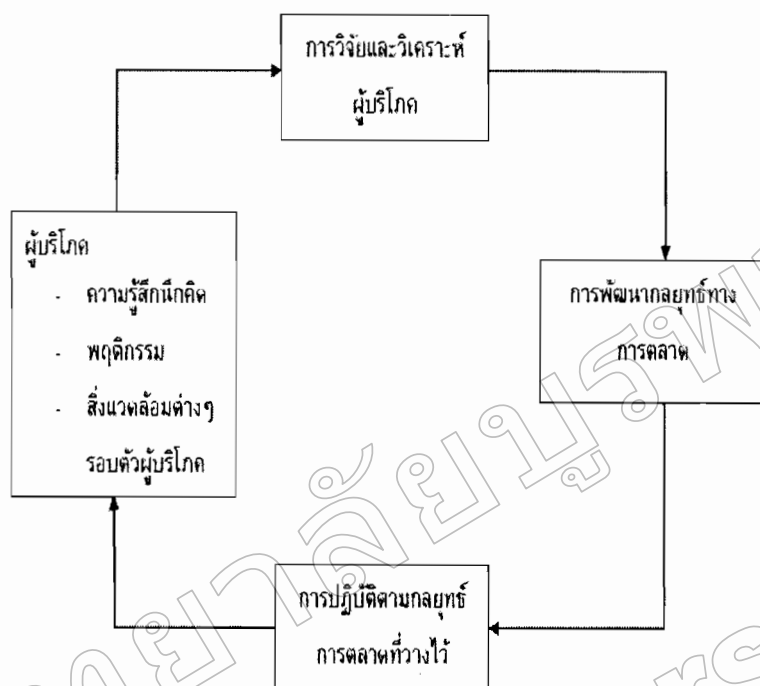 การวิจัยและวิเคราะห์
ผู้บริโภค
ผู้บริโภค
- ความรู้สึกนึกคิด
- พฤติกรรม
- สิ่งแวดล้อมต่างๆ
รอบตัวผู้บริโภค
การพัฒนากลยุทธ์ทาง
การตลาด
การปฏิบัติตามกลยุทธ์
การตลาดที่วางไว้